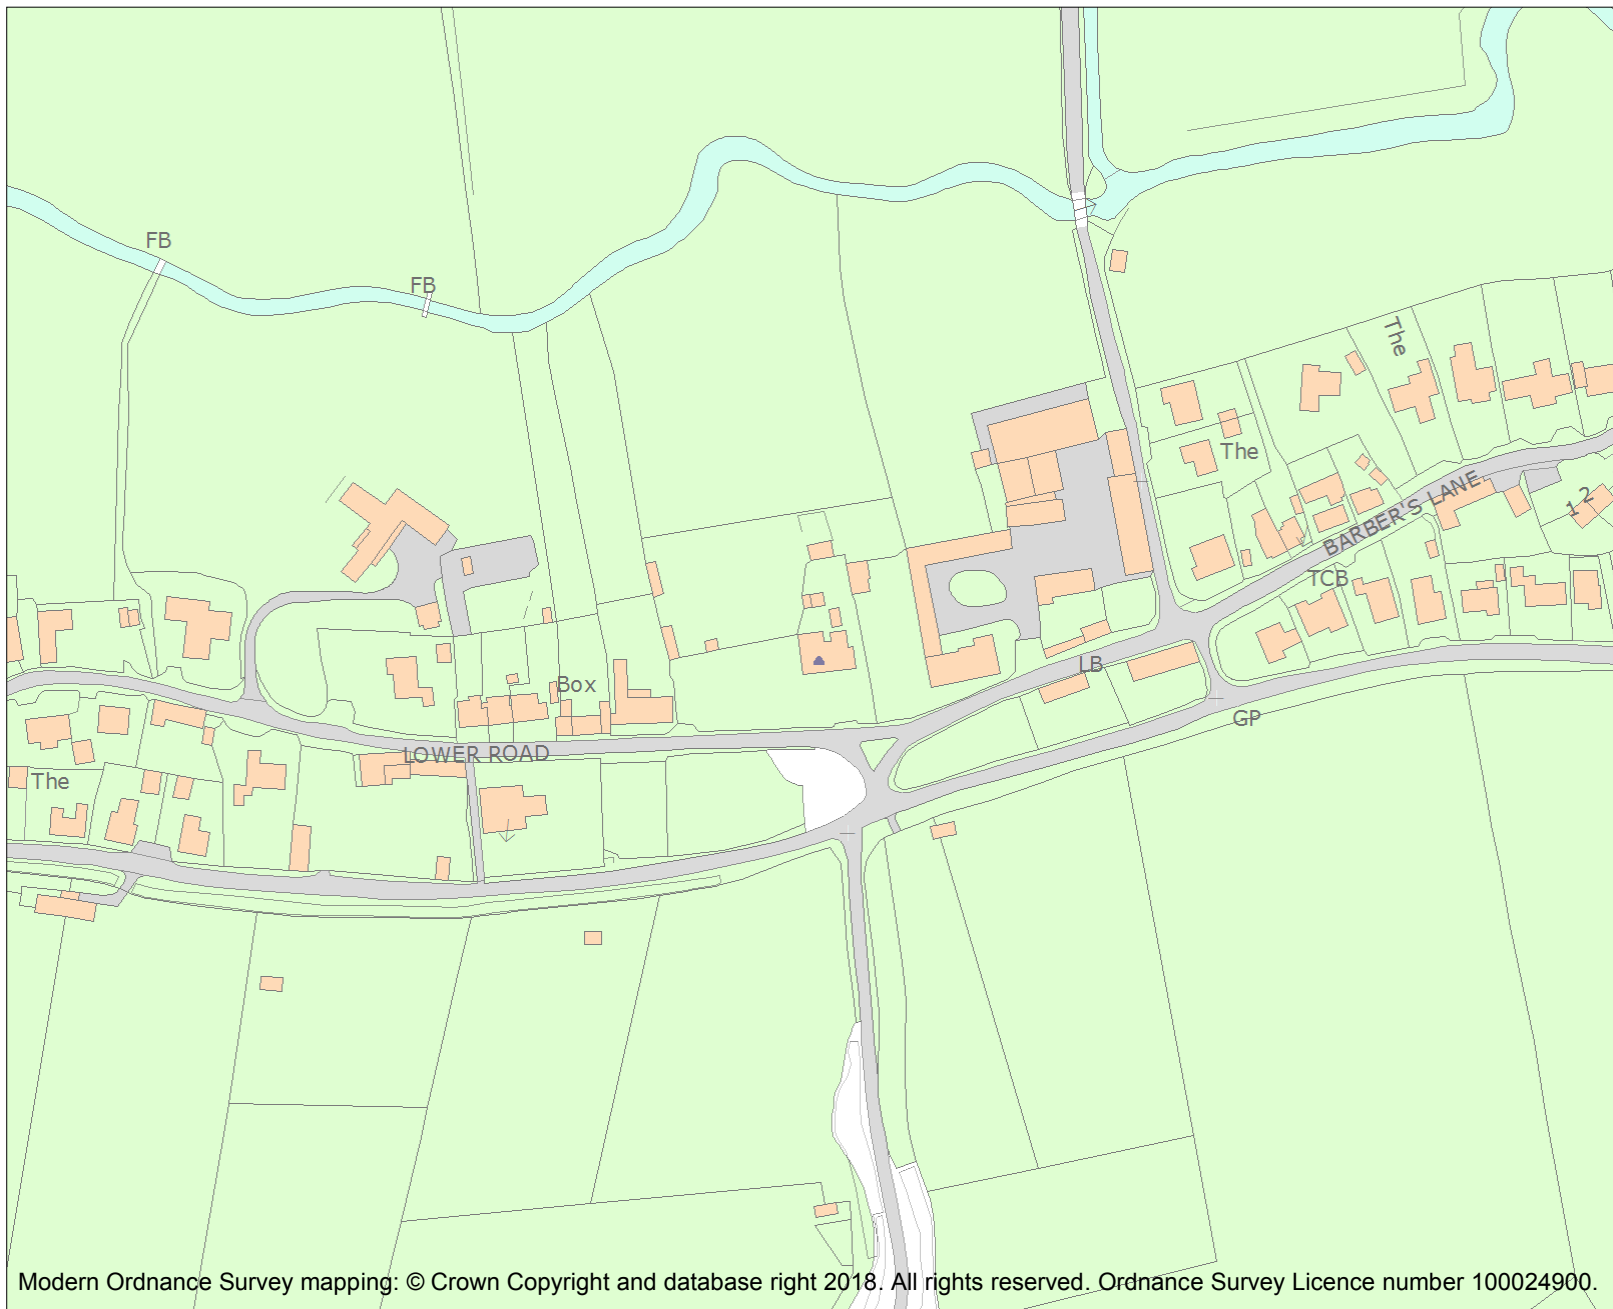 FB
FB
The
The
1 2
BARBER'S LANE
TCB
LB
Box
GP
LOWER ROAD
The
Modern Ordnance Survey mapping: © Crown Copyright and database right 2018. All rights reserved. Ordnance Survey Licence number 100024900.